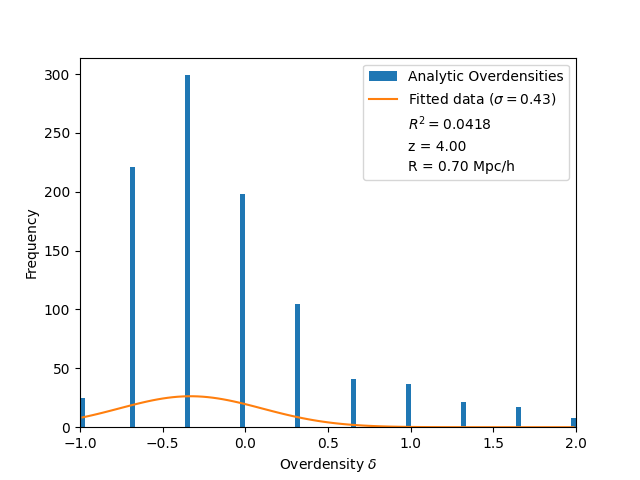 Analytic Overdensities
Fitted data (σ = 0.43)
R² = 0.0418
z = 4.00
R = 0.70 Mpc/h
300
250
200
150
100
50
0
Frequency
−1.0 −0.5 0.0 0.5 1.0 1.5 2.0
Overdensity δ